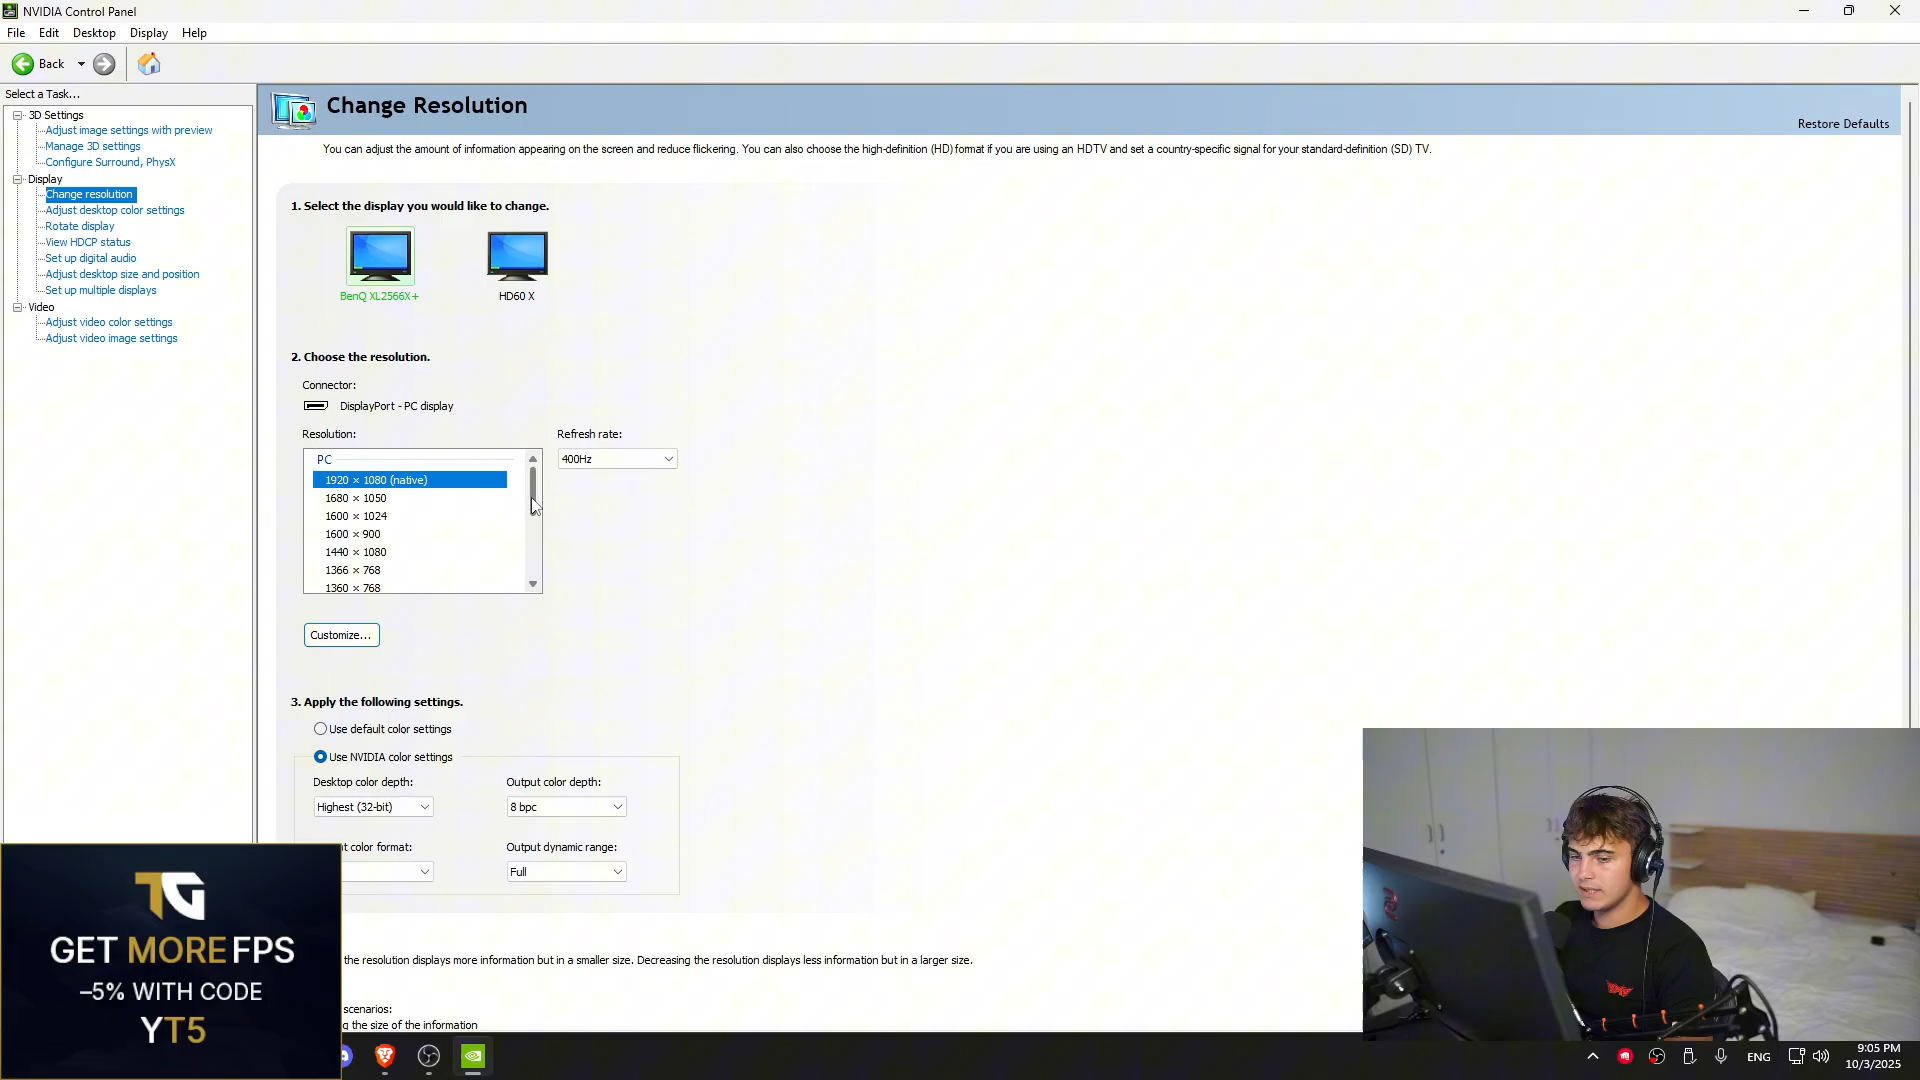 NVIDIA Control Panel
File Edit Desktop Display Help
Back
Select a Task...
3D Settings
Adjust image settings with preview
Manage 3D settings
Configure Surround, PhysX
Display
Change resolution
Adjust desktop color settings
Rotate display
View HDCP status
Set up digital audio
Adjust desktop size and position
Set up multiple displays
Video
Adjust video color settings
Adjust video image settings
Change Resolution
Restore Defaults
You can adjust the amount of information appearing on the screen and reduce flickering. You can also choose the high-definition (HD) format if you are using an HDTV and set a country-specific signal for your standard-definition (SD) TV.
1. Select the display you would like to change.
BenQ XL2566X+ HD60 X
2. Choose the resolution.
Connector:
DisplayPort - PC display
Resolution: Refresh rate:
PC 400Hz
1920 × 1080 (native)
1680 × 1050
1600 × 1024
1600 × 900
1440 × 1080
1366 × 768
1360 × 768
Customize...
3. Apply the following settings.
Use default color settings
Use NVIDIA color settings
Desktop color depth: Output color depth:
Highest (32-bit) 8 bpc
color format: Output dynamic range:
Full
the resolution displays more information but in a smaller size. Decreasing the resolution displays less information but in a larger size.
scenarios:
the size of the information
TG
GET MORE FPS
-5% WITH CODE
YT5
ENG
9:05 PM
10/3/2025